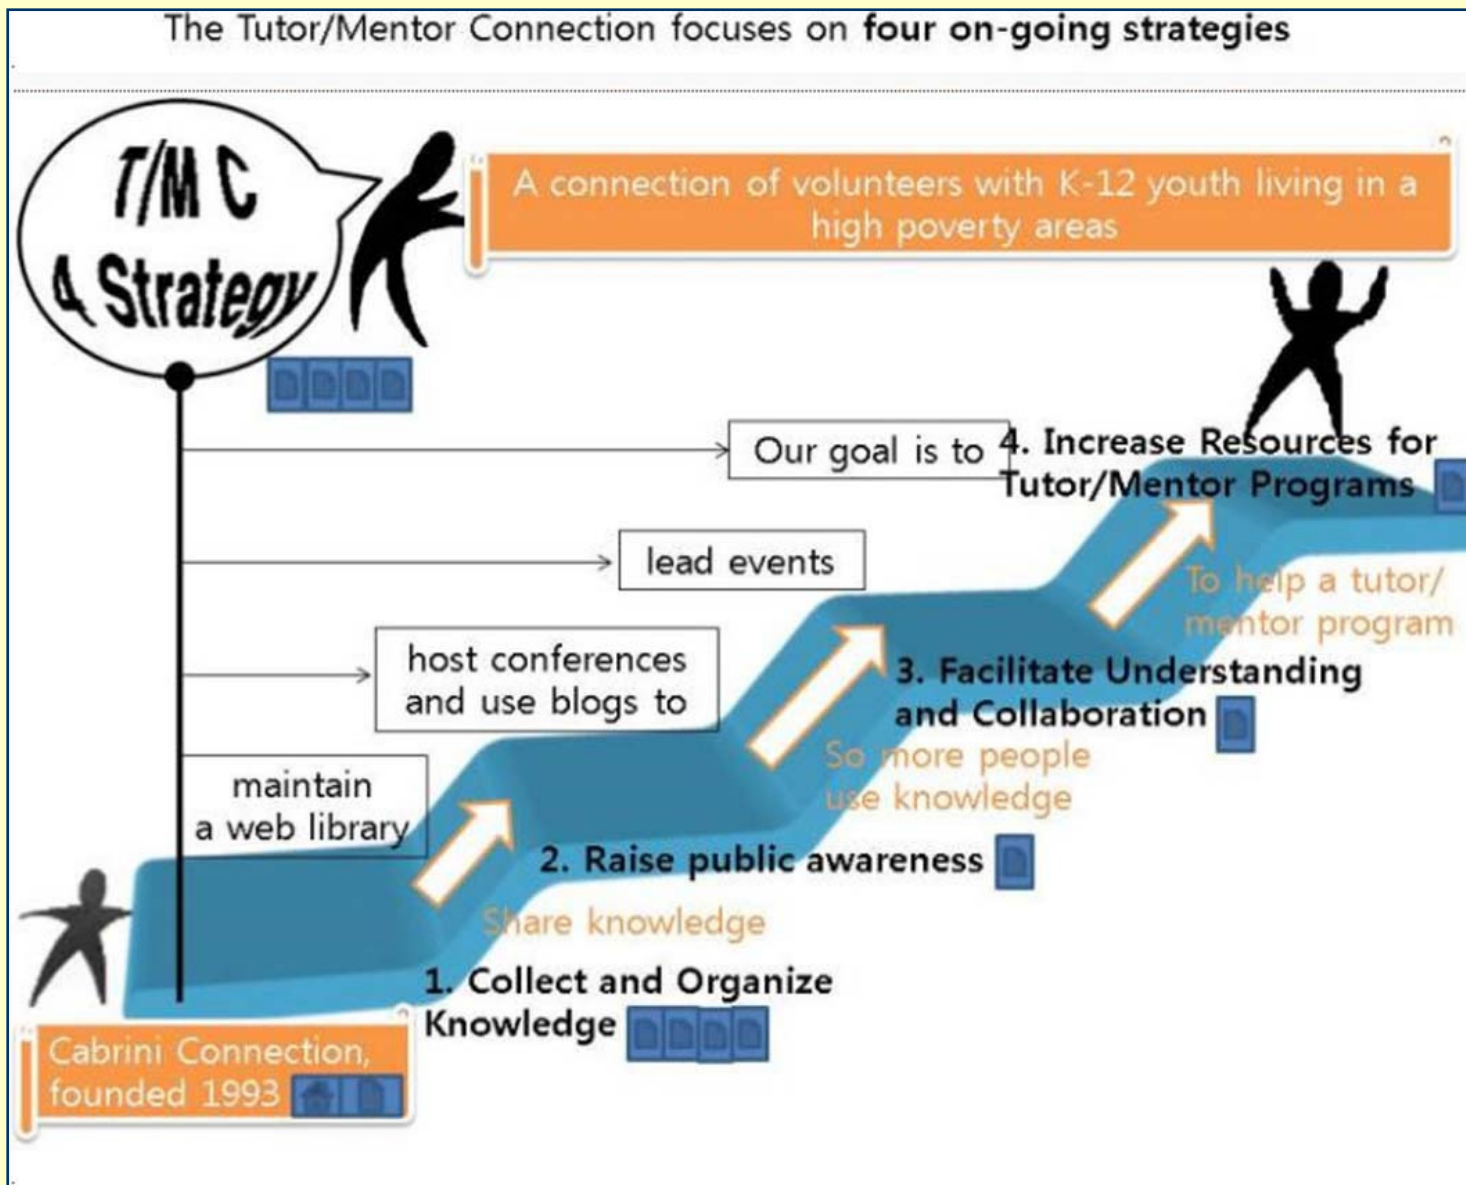 The Tutor/Mentor Connection focuses on four on-going strategies
T/M C
4 Strategy
A connection of volunteers with K-12 youth living in a
high poverty areas
Our goal is to
4. Increase Resources for
Tutor/Mentor Programs
lead events
To help a tutor/
mentor program
host conferences
and use blogs to
3. Facilitate Understanding
and Collaboration
So more people
use knowledge
maintain
a web library
2. Raise public awareness
Share knowledge
1. Collect and Organize
Knowledge
Cabrini Connection,
founded 1993